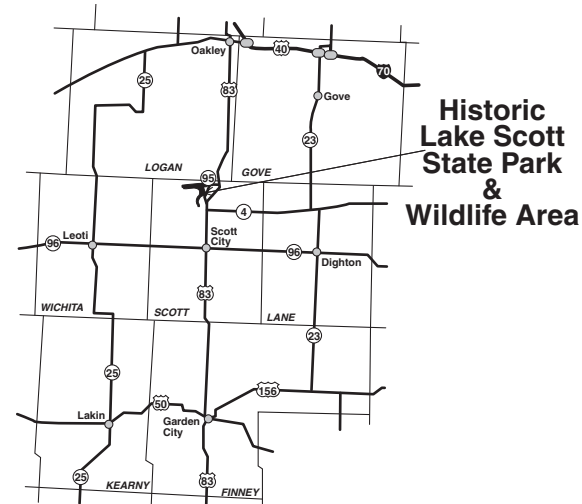 Oakley
40
70
25
83
Gove
Historic
Lake Scott
State Park
&
Wildlife Area
23
LOGAN
95
GOVE
4
Leoti
96
Scott
City
96
Dighton
83
WICHITA
SCOTT
LANE
23
25
50
156
Lakin
Garden
City
25
KEARNY
83
FINNEY